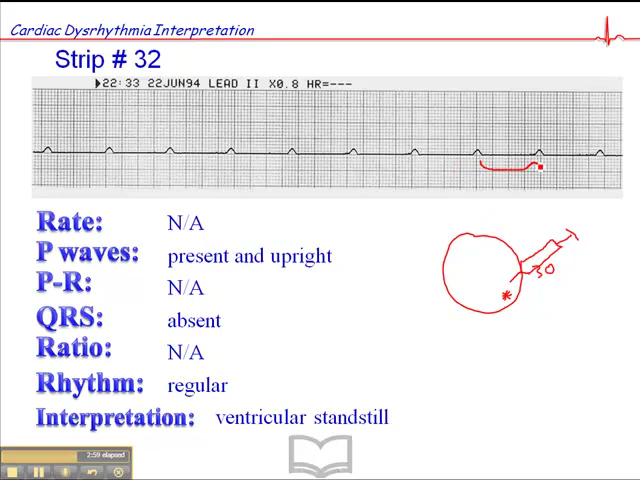 Cardiac Dysrhythmia Interpretation
Strip # 32
22:33 22JUN94 LEAD II X0.8 HR=---
Rate: N/A
P waves: present and upright
P-R: N/A
QRS: absent
Ratio: N/A
Rhythm: regular
Interpretation: ventricular standstill
30
*
2:59 elapsed